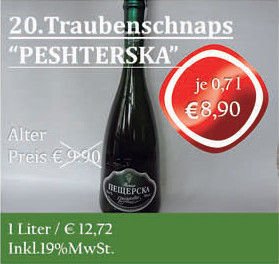 20.Traubenschnaps
“PESHTERSKA”
je 0,7l
€8,90
Alter
Preis € 9.90
ПЕЩЕРСКА
1 Liter / € 12,72
Inkl.19%MwSt.